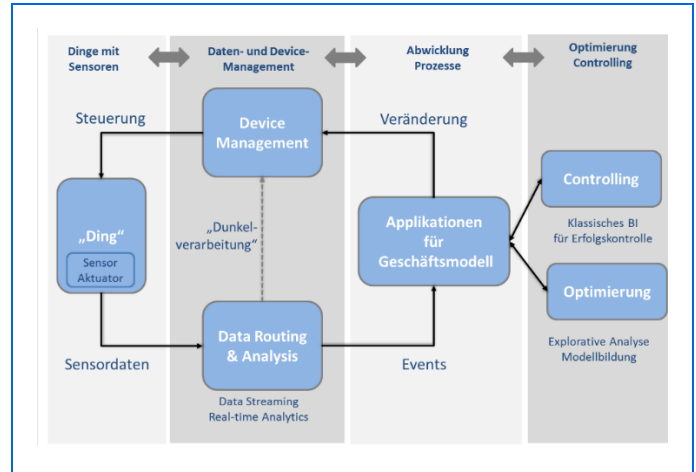 Dinge mit
Sensoren
Daten- und Device-
Management
Abwicklung
Prozesse
Optimierung
Controlling
Steuerung
Device
Management
Veränderung
„Ding“
Sensor
Aktuator
„Dunkel-
verarbeitung“
Applikationen
für
Geschäftsmodell
Controlling
Klassisches BI
für Erfolgskontrolle
Optimierung
Explorative Analyse
Modellbildung
Sensordaten
Data Routing
& Analysis
Events
Data Streaming
Real-time Analytics